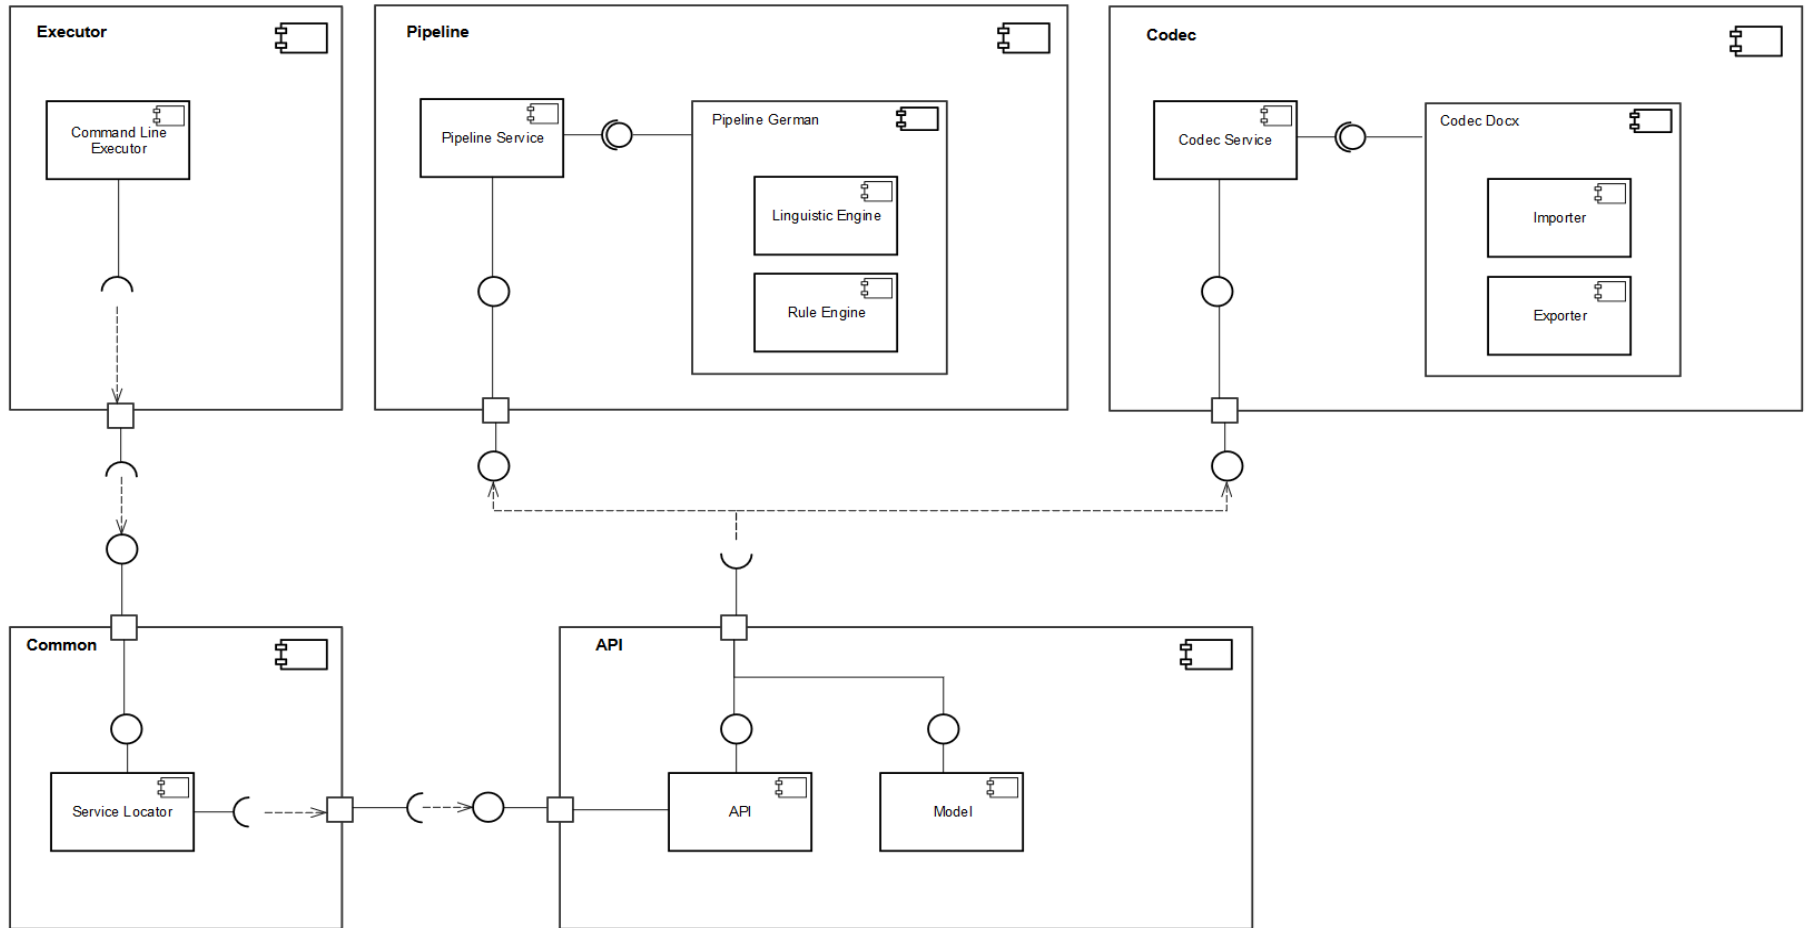 Executor
Command Line
Executor
Pipeline
Pipeline Service
Pipeline German
Linguistic Engine
Rule Engine
Codec
Codec Service
Codec Docx
Importer
Exporter
Common
Service Locator
API
API
Model